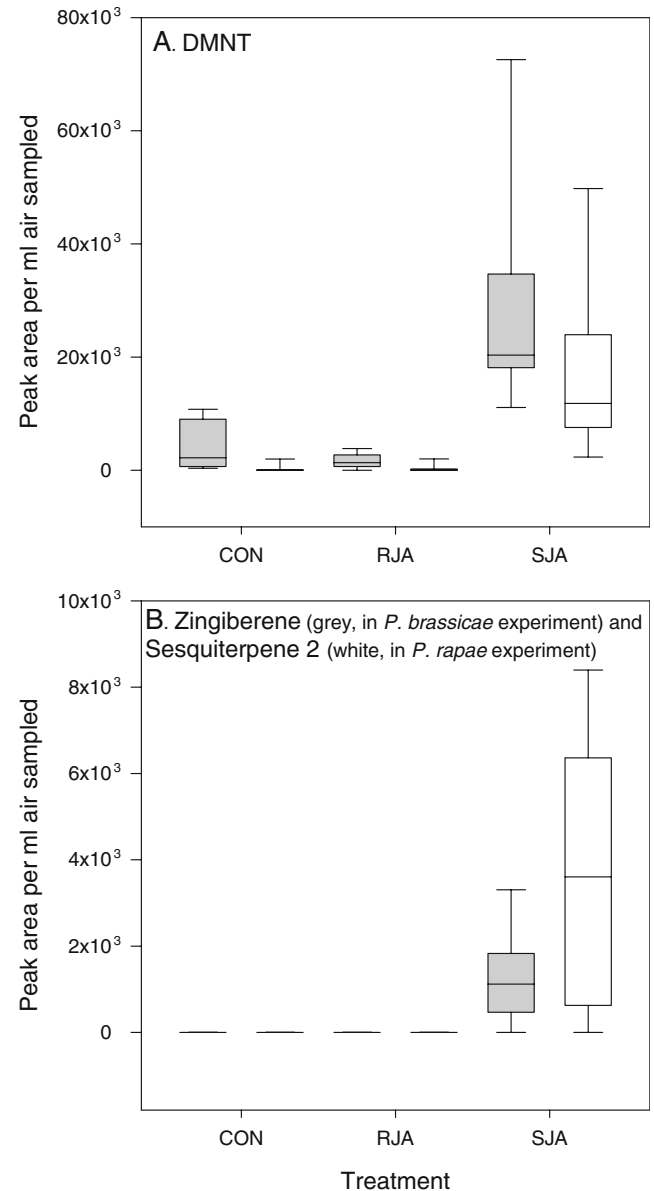 80x10³
A. DMNT
60x10³
40x10³
20x10³
0
Peak area per ml air sampled
CON RJA SJA
10x10³
B. Zingiberene (grey, in P. brassicae experiment) and
Sesquiterpene 2 (white, in P. rapae experiment)
8x10³
6x10³
4x10³
2x10³
0
Peak area per ml air sampled
CON RJA SJA
Treatment